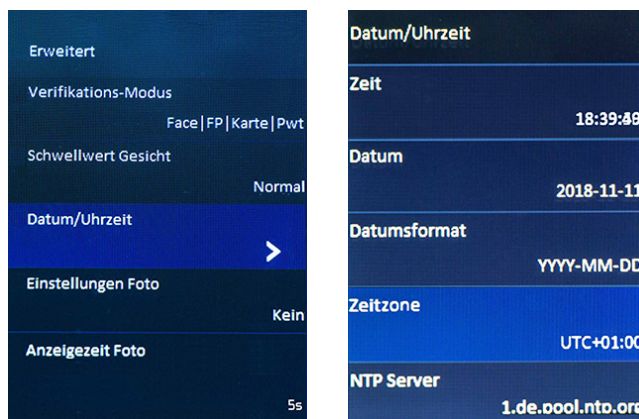 Erweitert
Verifikations-Modus
Face|FP|Karte|Pwt
Schwellwert Gesicht
Normal
Datum/Uhrzeit
>
Einstellungen Foto
Kein
Anzeigezeit Foto
5s
Datum/Uhrzeit
Zeit
18:39:
Datum
2018-11-11
Datumsformat
YYYY-MM-DD
Zeitzone
UTC+01:00
NTP Server
1.de.pool.ntp.org